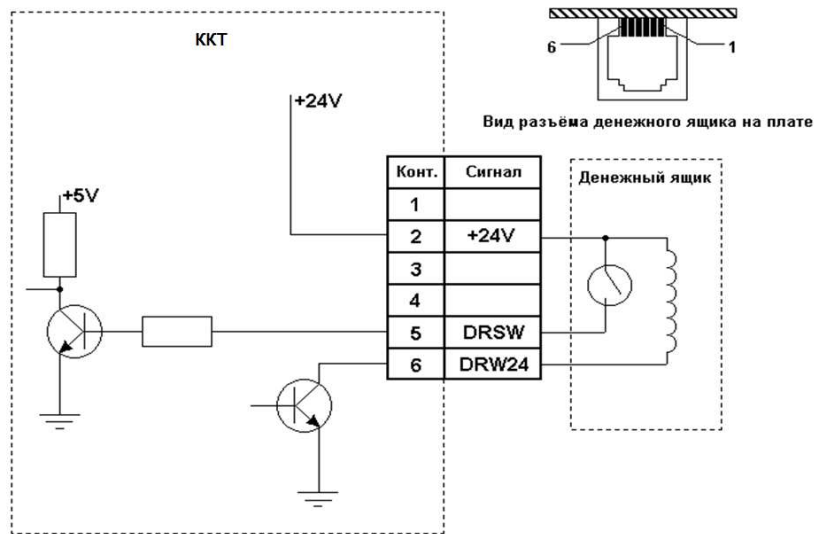 ККТ
6
1
Вид разъёма денежного ящика на плате
+24V
+5V
Конт. Сигнал
1
2 +24V
3
4
5 DRSW
6 DRW24
Денежный ящик